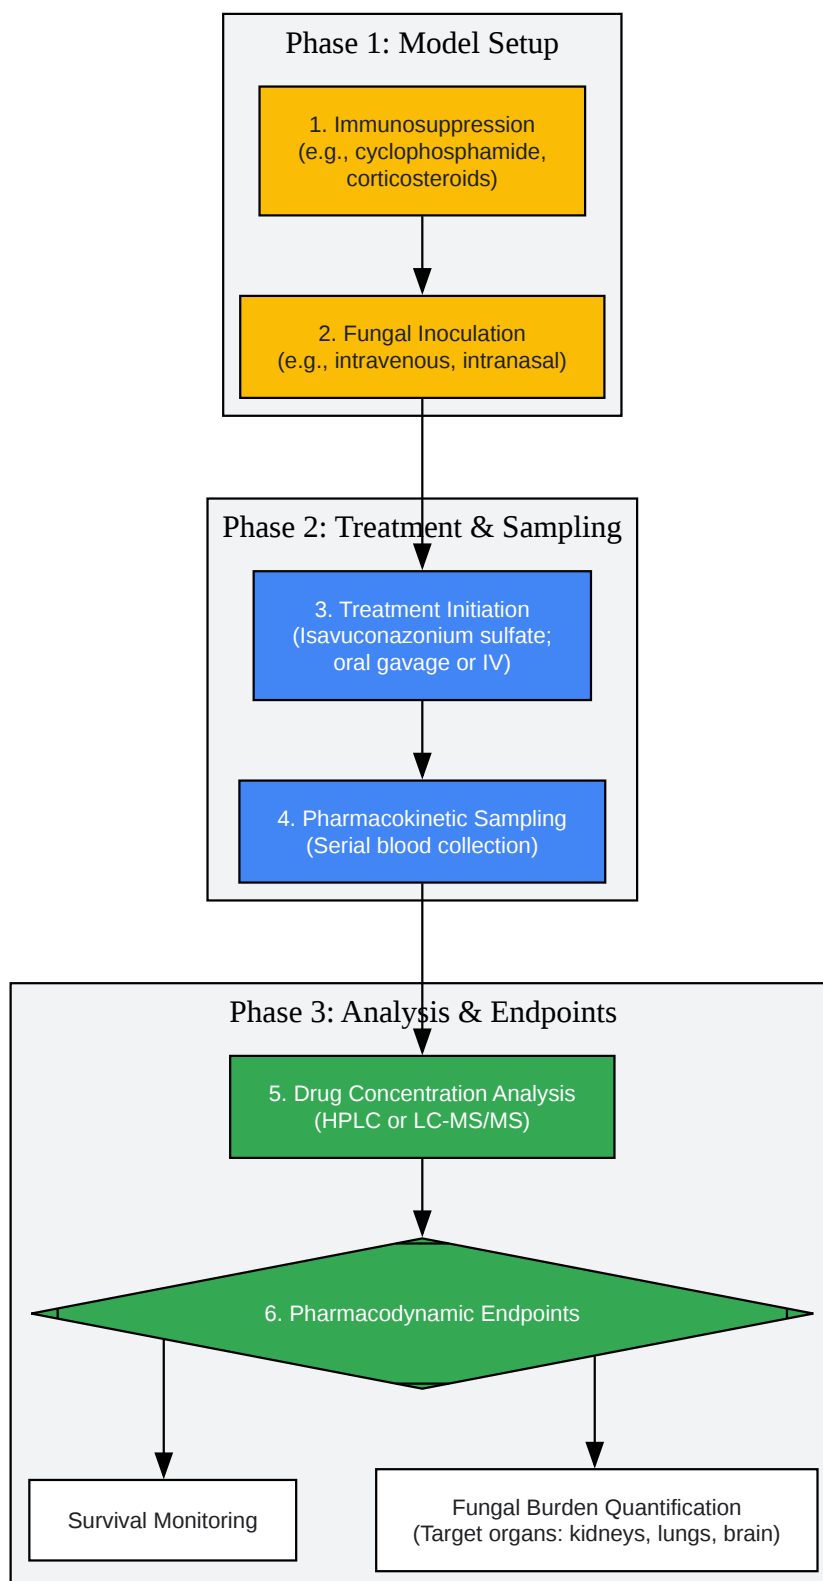 Phase 1: Model Setup
1. Immunosuppression
(e.g., cyclophosphamide,
corticosteroids)
2. Fungal Inoculation
(e.g., intravenous, intranasal)
Phase 2: Treatment & Sampling
3. Treatment Initiation
(Isavuconazonium sulfate;
oral gavage or IV)
4. Pharmacokinetic Sampling
(Serial blood collection)
Phase 3: Analysis & Endpoints
5. Drug Concentration Analysis
(HPLC or LC-MS/MS)
6. Pharmacodynamic Endpoints
Survival Monitoring
Fungal Burden Quantification
(Target organs: kidneys, lungs, brain)